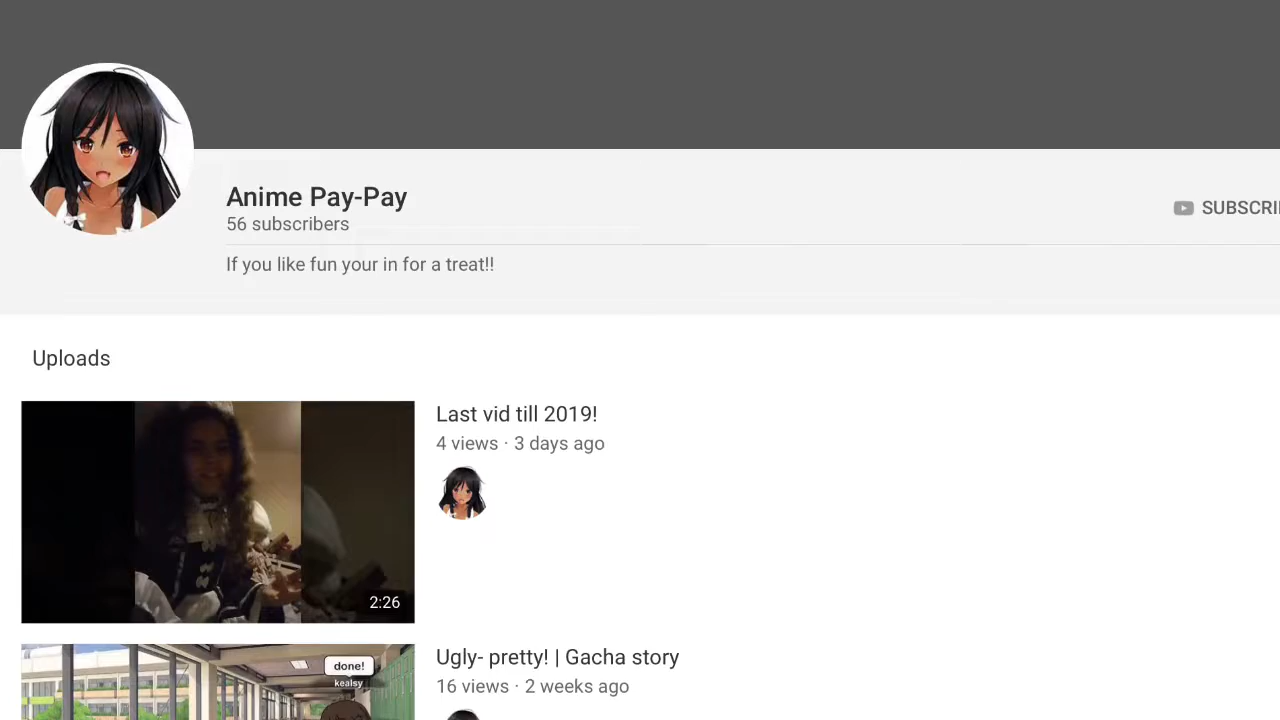 Anime Pay-Pay
56 subscribers
If you like fun your in for a treat!!
Uploads
Last vid till 2019!
4 views · 3 days ago
2:26
Ugly- pretty! | Gacha story
16 views · 2 weeks ago
done!
kealsy